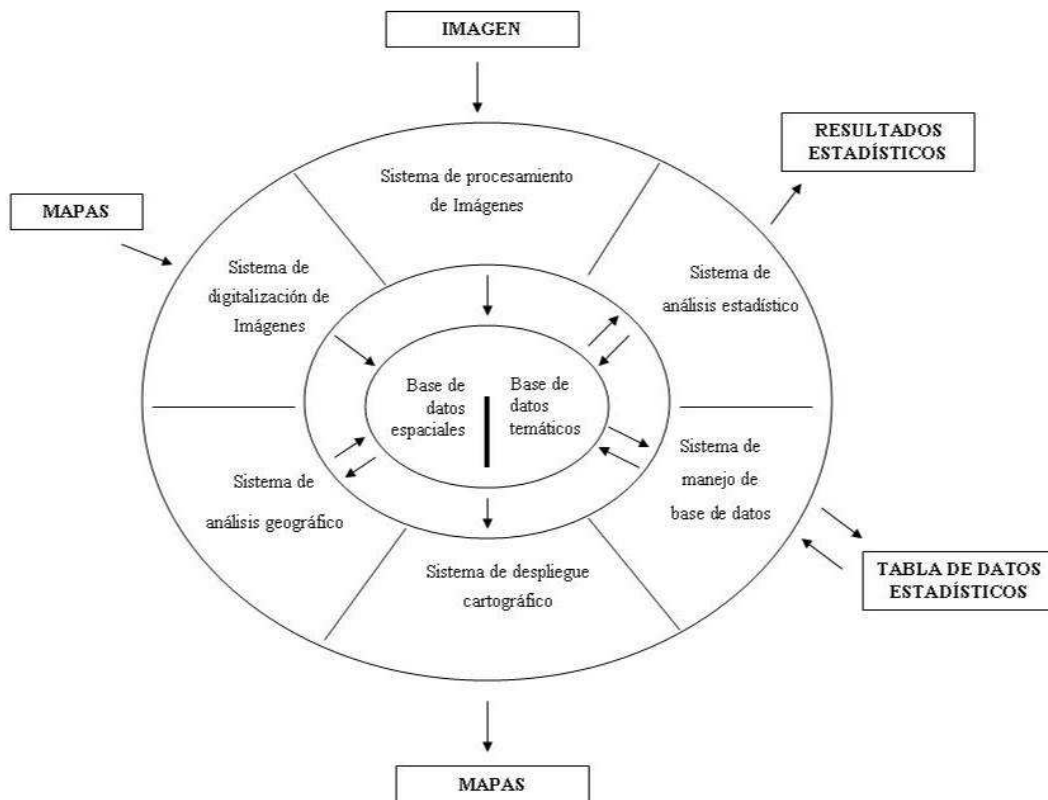 IMAGEN
RESULTADOS
ESTADÍSTICOS
Sistema de procesamiento
de Imágenes
MAPAS
Sistema de
digitalización de
Imágenes
Sistema de
análisis estadístico
Base de
datos
espaciales
Base de
datos
temáticos
Sistema de
análisis geográfico
Sistema de
manejo de
base de datos
Sistema de despliegue
cartográfico
TABLA DE DATOS
ESTADÍSTICOS
MAPAS